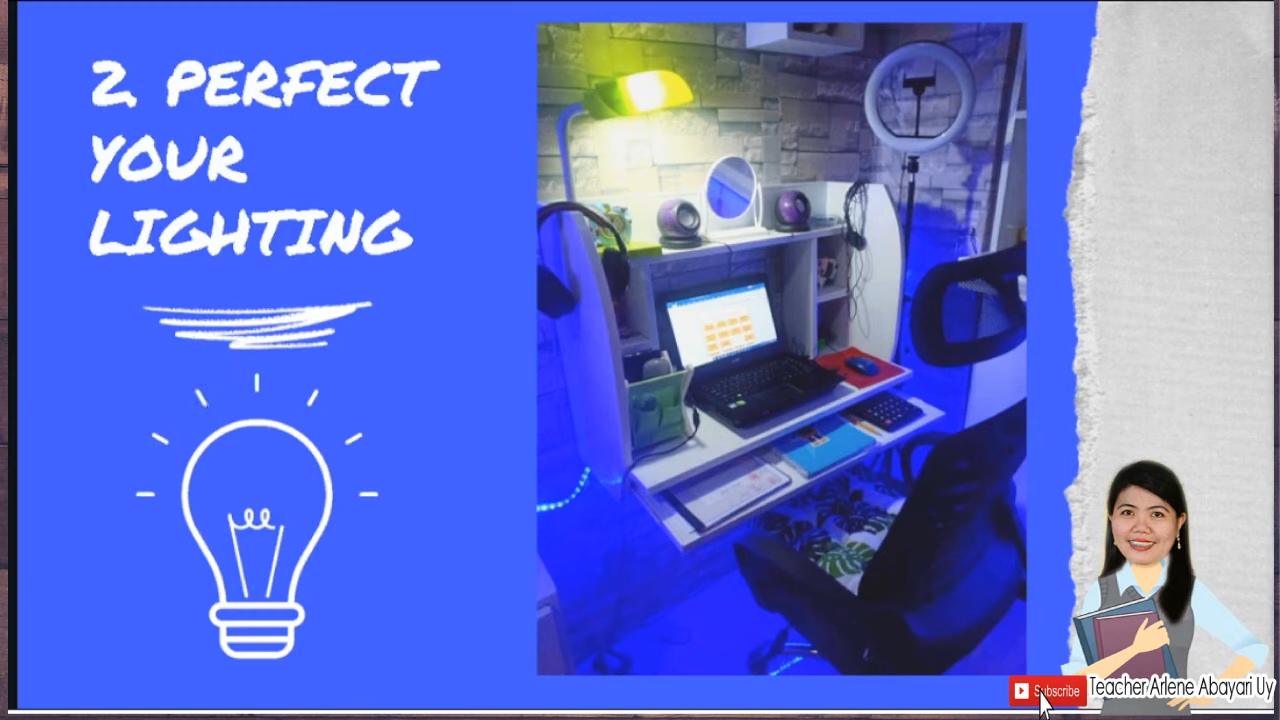 2. PERFECT
YOUR
LIGHTING
Subscribe
Teacher Arlene Abayari Uy